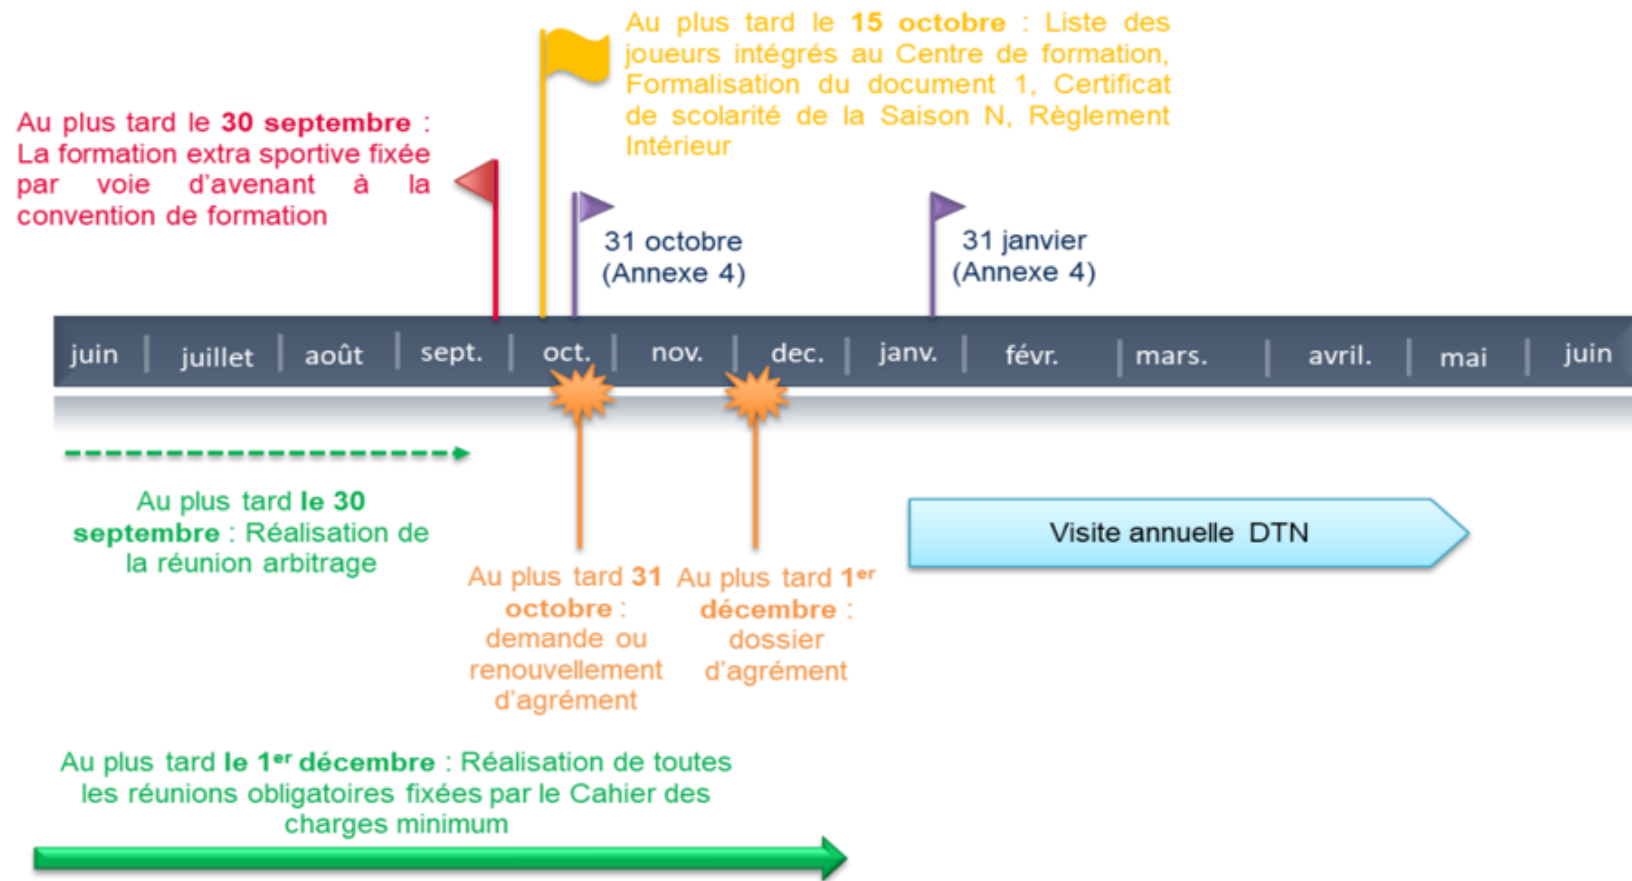 Au plus tard le 15 octobre : Liste des
joueurs intégrés au Centre de formation,
Formalisation du document 1, Certificat
de scolarité de la Saison N, Règlement
Intérieur
Au plus tard le 30 septembre :
La formation extra sportive fixée
par voie d'avenant à la
convention de formation
31 octobre
(Annexe 4)
31 janvier
(Annexe 4)
juin | juillet | août | sept. | oct. | nov. | dec. | janv. | févr. | mars. | avril. | mai | juin
Au plus tard le 30
septembre : Réalisation de
la réunion arbitrage
Visite annuelle DTN
Au plus tard 31
octobre :
demande ou
renouvellement
d'agrément
Au plus tard 1er
décembre :
dossier
d'agrément
Au plus tard le 1er décembre : Réalisation de toutes
les réunions obligatoires fixées par le Cahier des
charges minimum